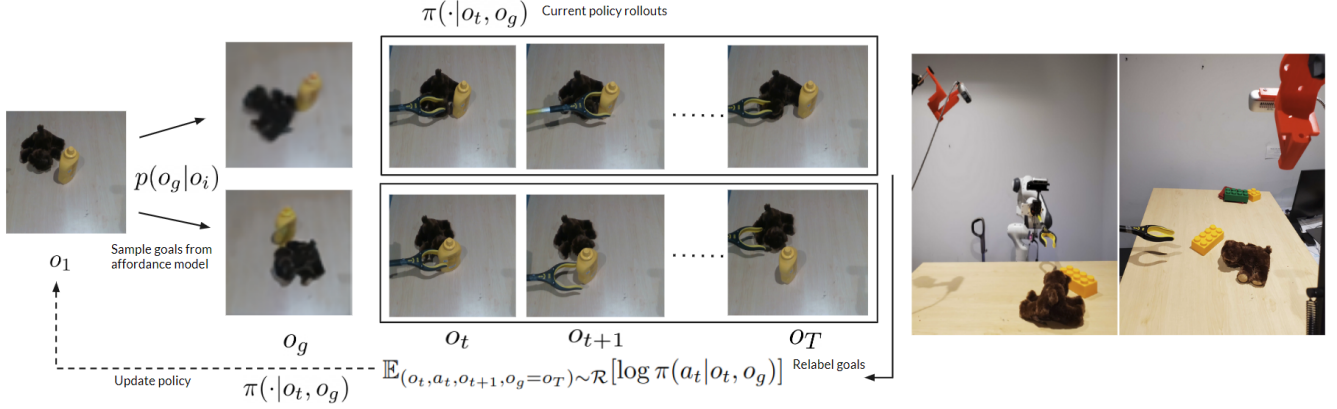 π(·|o_t, o_g) Current policy rollouts
p(o_g|o_i)
Sample goals from
affordance model
o_1
o_g
o_t
o_{t+1}
o_T
𝔼_{(o_t,a_t,o_{t+1},o_g=o_T)∼ℛ}[log π(a_t|o_t, o_g)]
Relabel goals
Update policy
π(·|o_t, o_g)